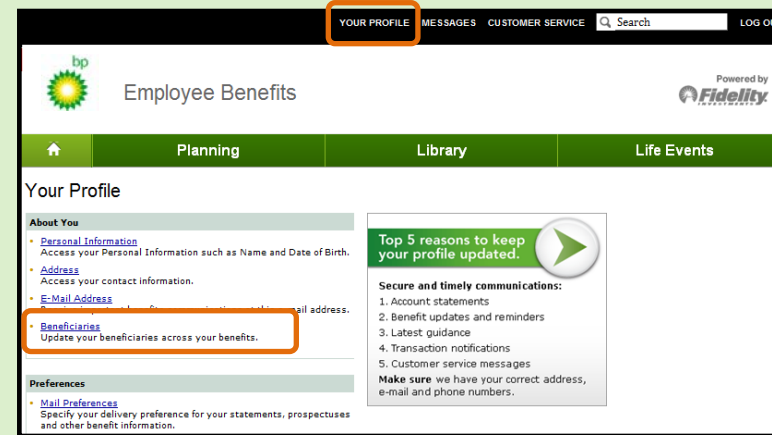 YOUR PROFILE MESSAGES CUSTOMER SERVICE Search LOG O
bp
Employee Benefits
Powered by
Fidelity
INVESTMENTS
Planning Library Life Events
Your Profile
About You
Personal Information
Access your Personal Information such as Name and Date of Birth.
Address
Access your contact information.
E-Mail Address
mail address.
Beneficiaries
Update your beneficiaries across your benefits.
Preferences
Mail Preferences
Specify your delivery preference for your statements, prospectuses
and other benefit information.
Top 5 reasons to keep
your profile updated.
Secure and timely communications:
1. Account statements
2. Benefit updates and reminders
3. Latest guidance
4. Transaction notifications
5. Customer service messages
Make sure we have your correct address,
e-mail and phone numbers.